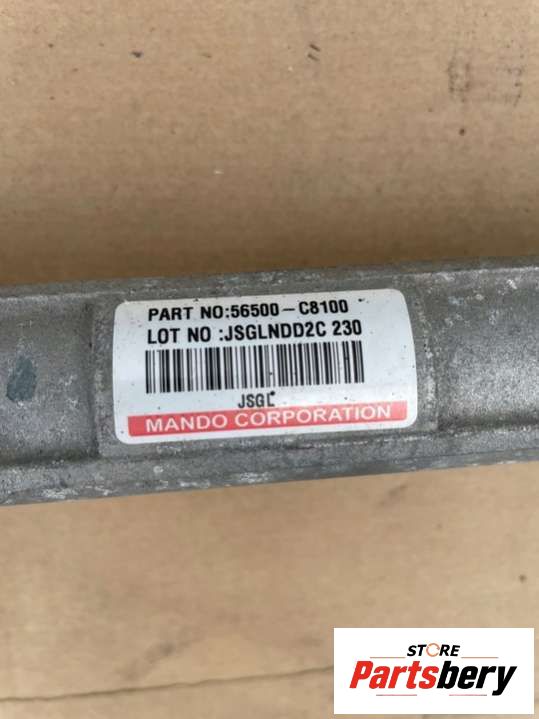 PART NO:56500-C8100
LOT NO :JSGLNDD2C 230
JSGL
MANDO CORPORATION
STORE
Partsbery